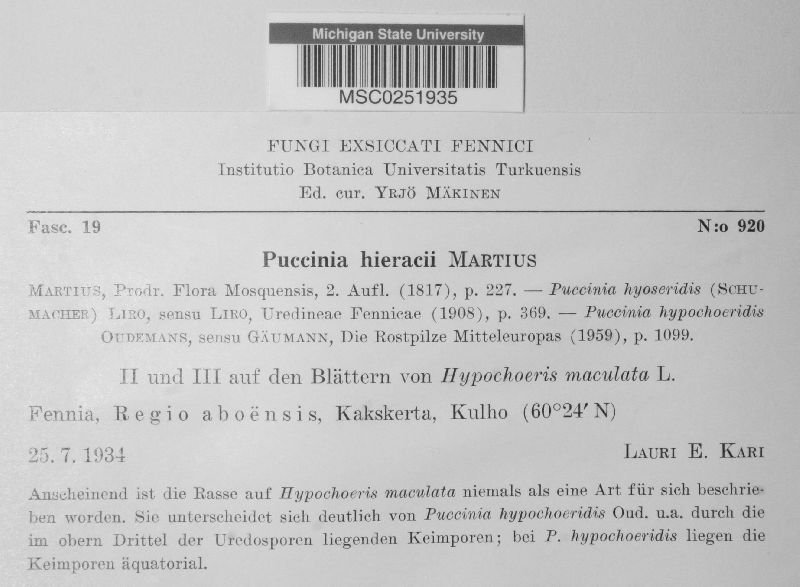 Michigan State University
MSC0251935
FUNGI EXSICCATI FENNICI
Institutio Botanica Universitatis Turkuensis
Ed. cur. YRJÖ MÄKINEN
Fasc. 19 N:o 920
Puccinia hieracii MARTIUS
MARTIUS, Prodr. Flora Mosquensis, 2. Aufl. (1817), p. 227. — Puccinia hyoseridis (SCHU-
MACHER) LIRO, sensu LIRO, Uredineae Fennicae (1908), p. 369. — Puccinia hypochoeridis
OUDEMANS, sensu GÄUMANN, Die Rostpilze Mitteleuropas (1959), p. 1099.
II und III auf den Blättern von Hypochoeris maculata L.
Fennia, Regio aboënsis, Kakskerta, Kulho (60°24′ N)
25. 7. 1934 LAURI E. KARI
Anscheinend ist die Rasse auf Hypochoeris maculata niemals als eine Art für sich beschrie-
ben worden. Sie unterscheidet sich deutlich von Puccinia hypochoeridis Oud. u.a. durch die
im obern Drittel der Uredosporen liegenden Keimporen; bei P. hypochoeridis liegen die
Keimporen äquatorial.